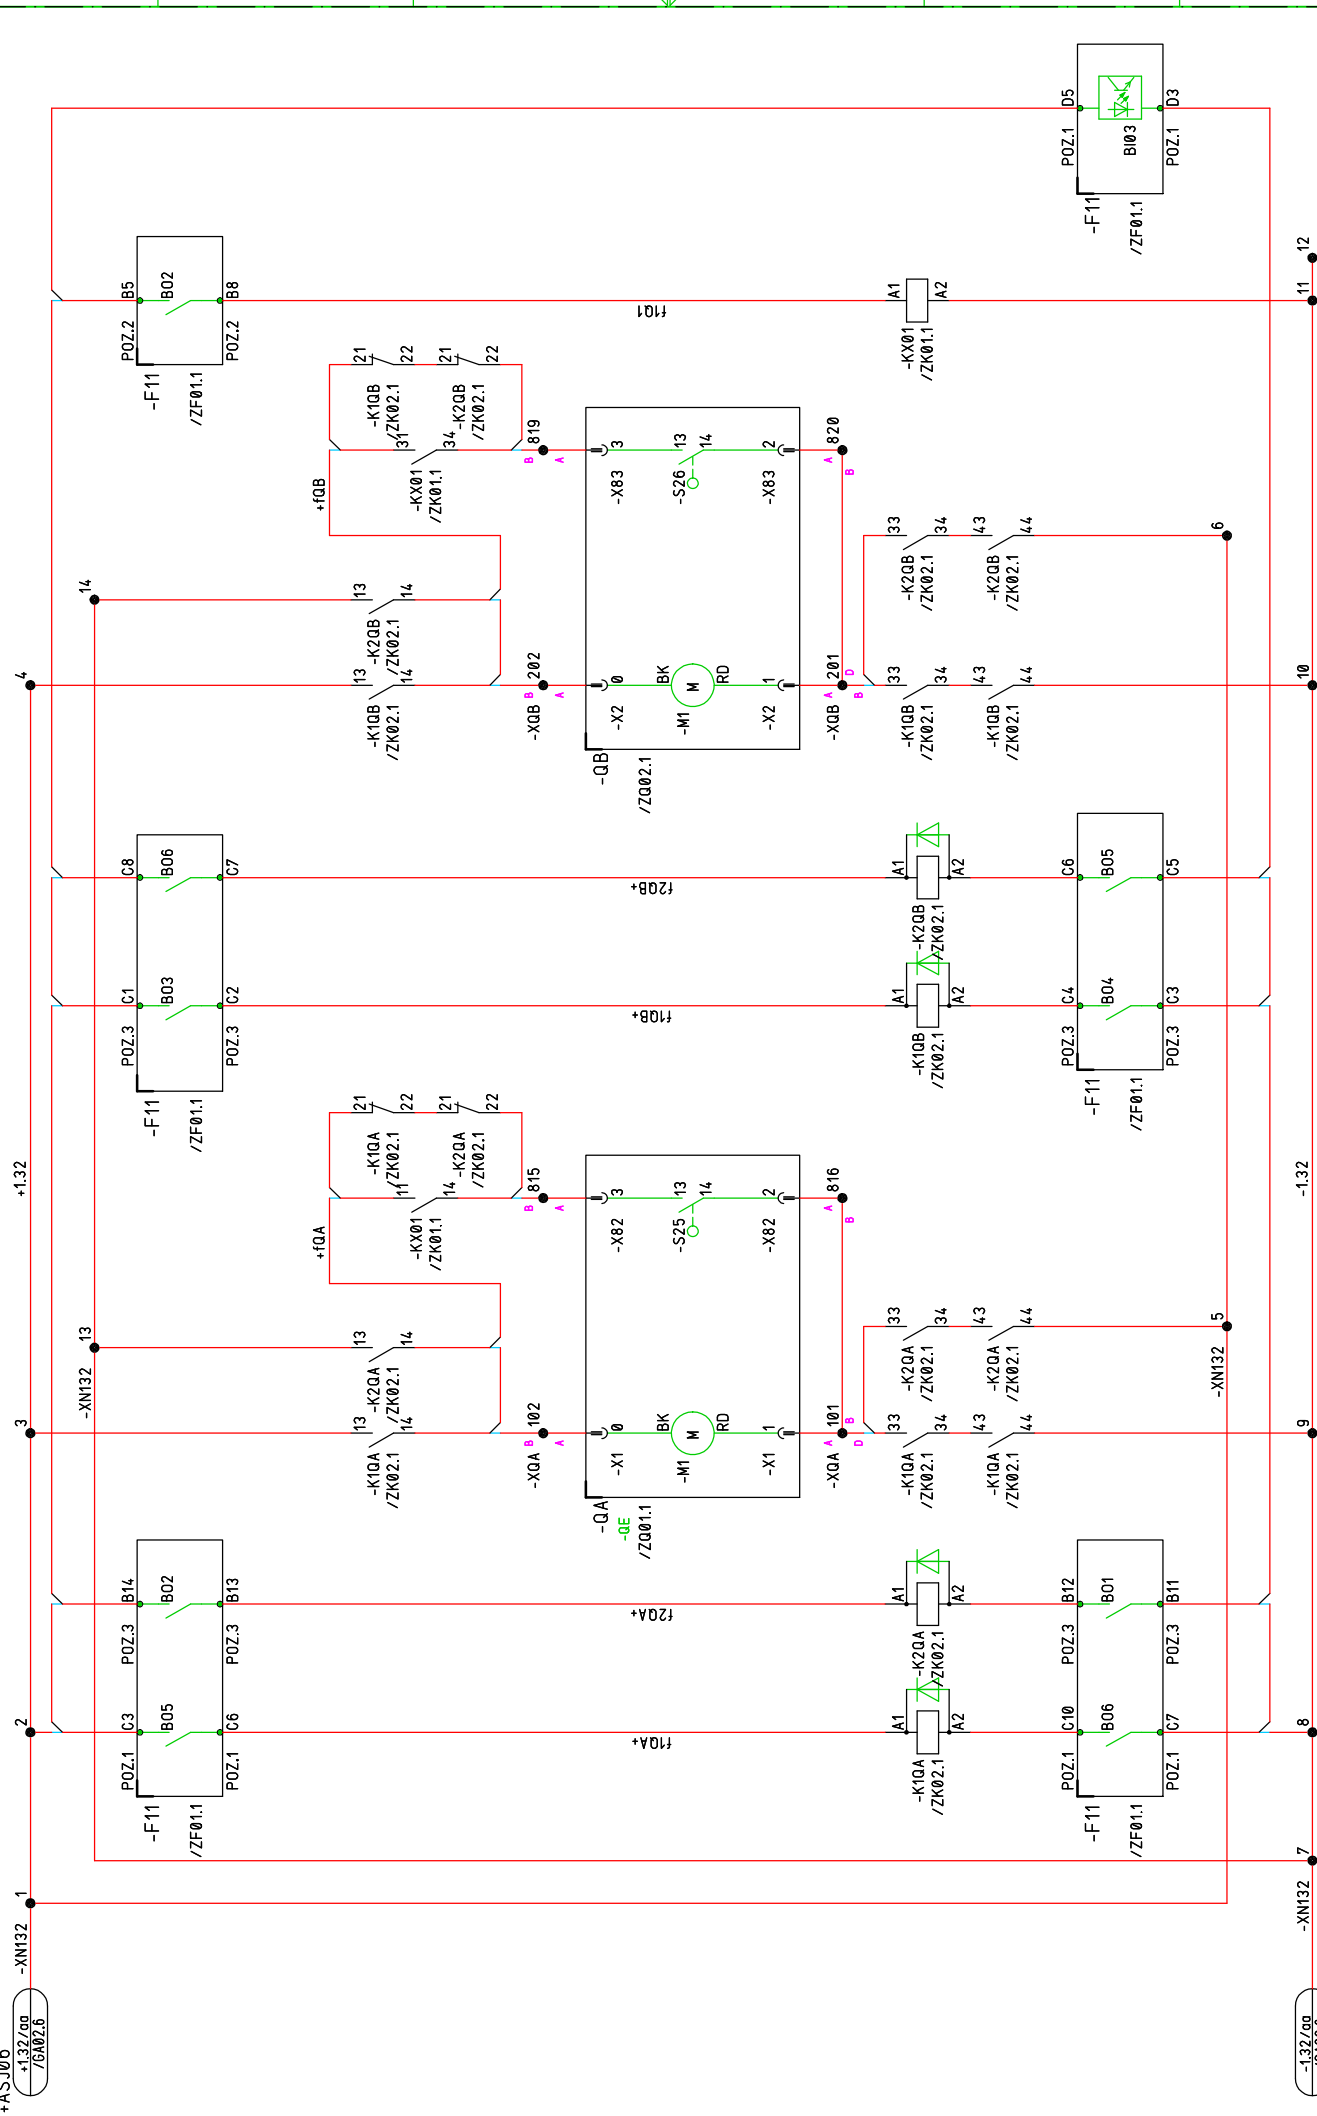 +ASJ06
+1.32/aa
/GA02.6
-XN132
1
2
3
+1.32
4
-XN132
13
14
POZ.1
C3
POZ.3
B14
POZ.3
C1
C8
POZ.2
B5
-F11
BO5
BO2
-F11
BO3
BO6
-F11
BO2
/ZF01.1
/ZF01.1
/ZF01.1
POZ.1
C6
POZ.3
B13
POZ.3
C2
C7
POZ.2
B8
+fQA
+fQB
13
13
21
13
13
21
-K1QA
/ZK02.1
14
-K2QA
/ZK02.1
14
-K1QA
/ZK02.1
22
-K1QB
/ZK02.1
14
-K2QB
/ZK02.1
14
-K1QB
/ZK02.1
22
-KX01
/ZK01.1
11
14
-K2QA
/ZK02.1
21
22
-KX01
/ZK01.1
31
34
-K2QB
/ZK02.1
21
22
-XQA
B
102
A
B
815
A
-XQB
B
202
A
B
819
A
-QA
-QE
/ZQ01.1
-X1
0
-X82
3
-QB
/ZQ02.1
-X2
0
-X83
3
f1QA+
f2QA+
f1QB+
f2QB+
f1Q1
-M1
M
BK
RD
-S25
13
14
-M1
M
BK
RD
-S26
13
14
-X1
1
-X82
2
-X2
1
-X83
2
-XQA
A
101
D
B
A
816
B
-XQB
A
201
B
D
A
820
B
A1
-K1QA
/ZK02.1
A2
A1
-K2QA
/ZK02.1
A2
33
-K1QA
/ZK02.1
34
33
-K2QA
/ZK02.1
34
A1
-K1QB
/ZK02.1
A2
A1
-K2QB
/ZK02.1
A2
33
-K1QB
/ZK02.1
34
33
-K2QB
/ZK02.1
34
A1
-KX01
/ZK01.1
A2
43
-K1QA
/ZK02.1
44
43
-K2QA
/ZK02.1
44
43
-K1QB
/ZK02.1
44
43
-K2QB
/ZK02.1
44
POZ.1
C10
POZ.3
B12
POZ.3
C4
C6
POZ.1
D5
-F11
BO6
BO1
-F11
BO4
BO5
-F11
BI03
/ZF01.1
/ZF01.1
/ZF01.1
POZ.1
C7
POZ.3
B11
POZ.3
C3
C5
POZ.1
D3
-XN132
5
6
-1.32/aa
-XN132
7
8
9
-1.32
10
11
12